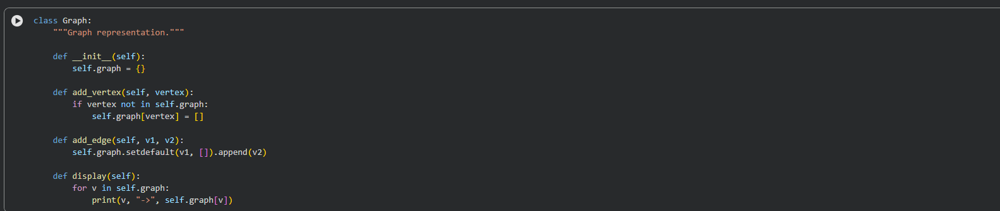 class Graph:
    """Graph representation."""
    def __init__(self):
        self.graph = {}
    def add_vertex(self, vertex):
        if vertex not in self.graph:
            self.graph[vertex] = []
    def add_edge(self, v1, v2):
        self.graph.setdefault(v1, []).append(v2)
    def display(self):
        for v in self.graph:
            print(v, "->", self.graph[v])